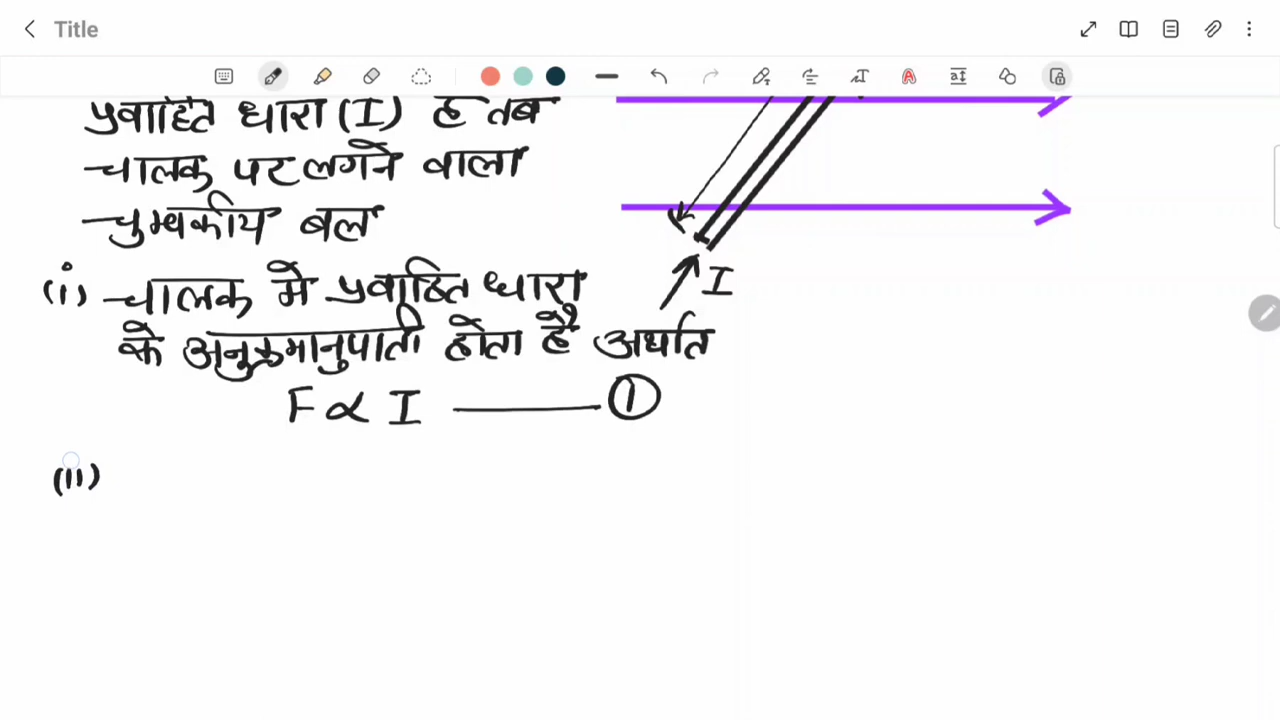 Title
प्रवाहित धारा (I) है तब
चालक पर लगने वाला
चुम्बकीय बल
(i) चालक में प्रवाहित धारा
के अनुक्रमानुपाती होता है अर्थात
F ∝ I ——— ①
I
(ii)